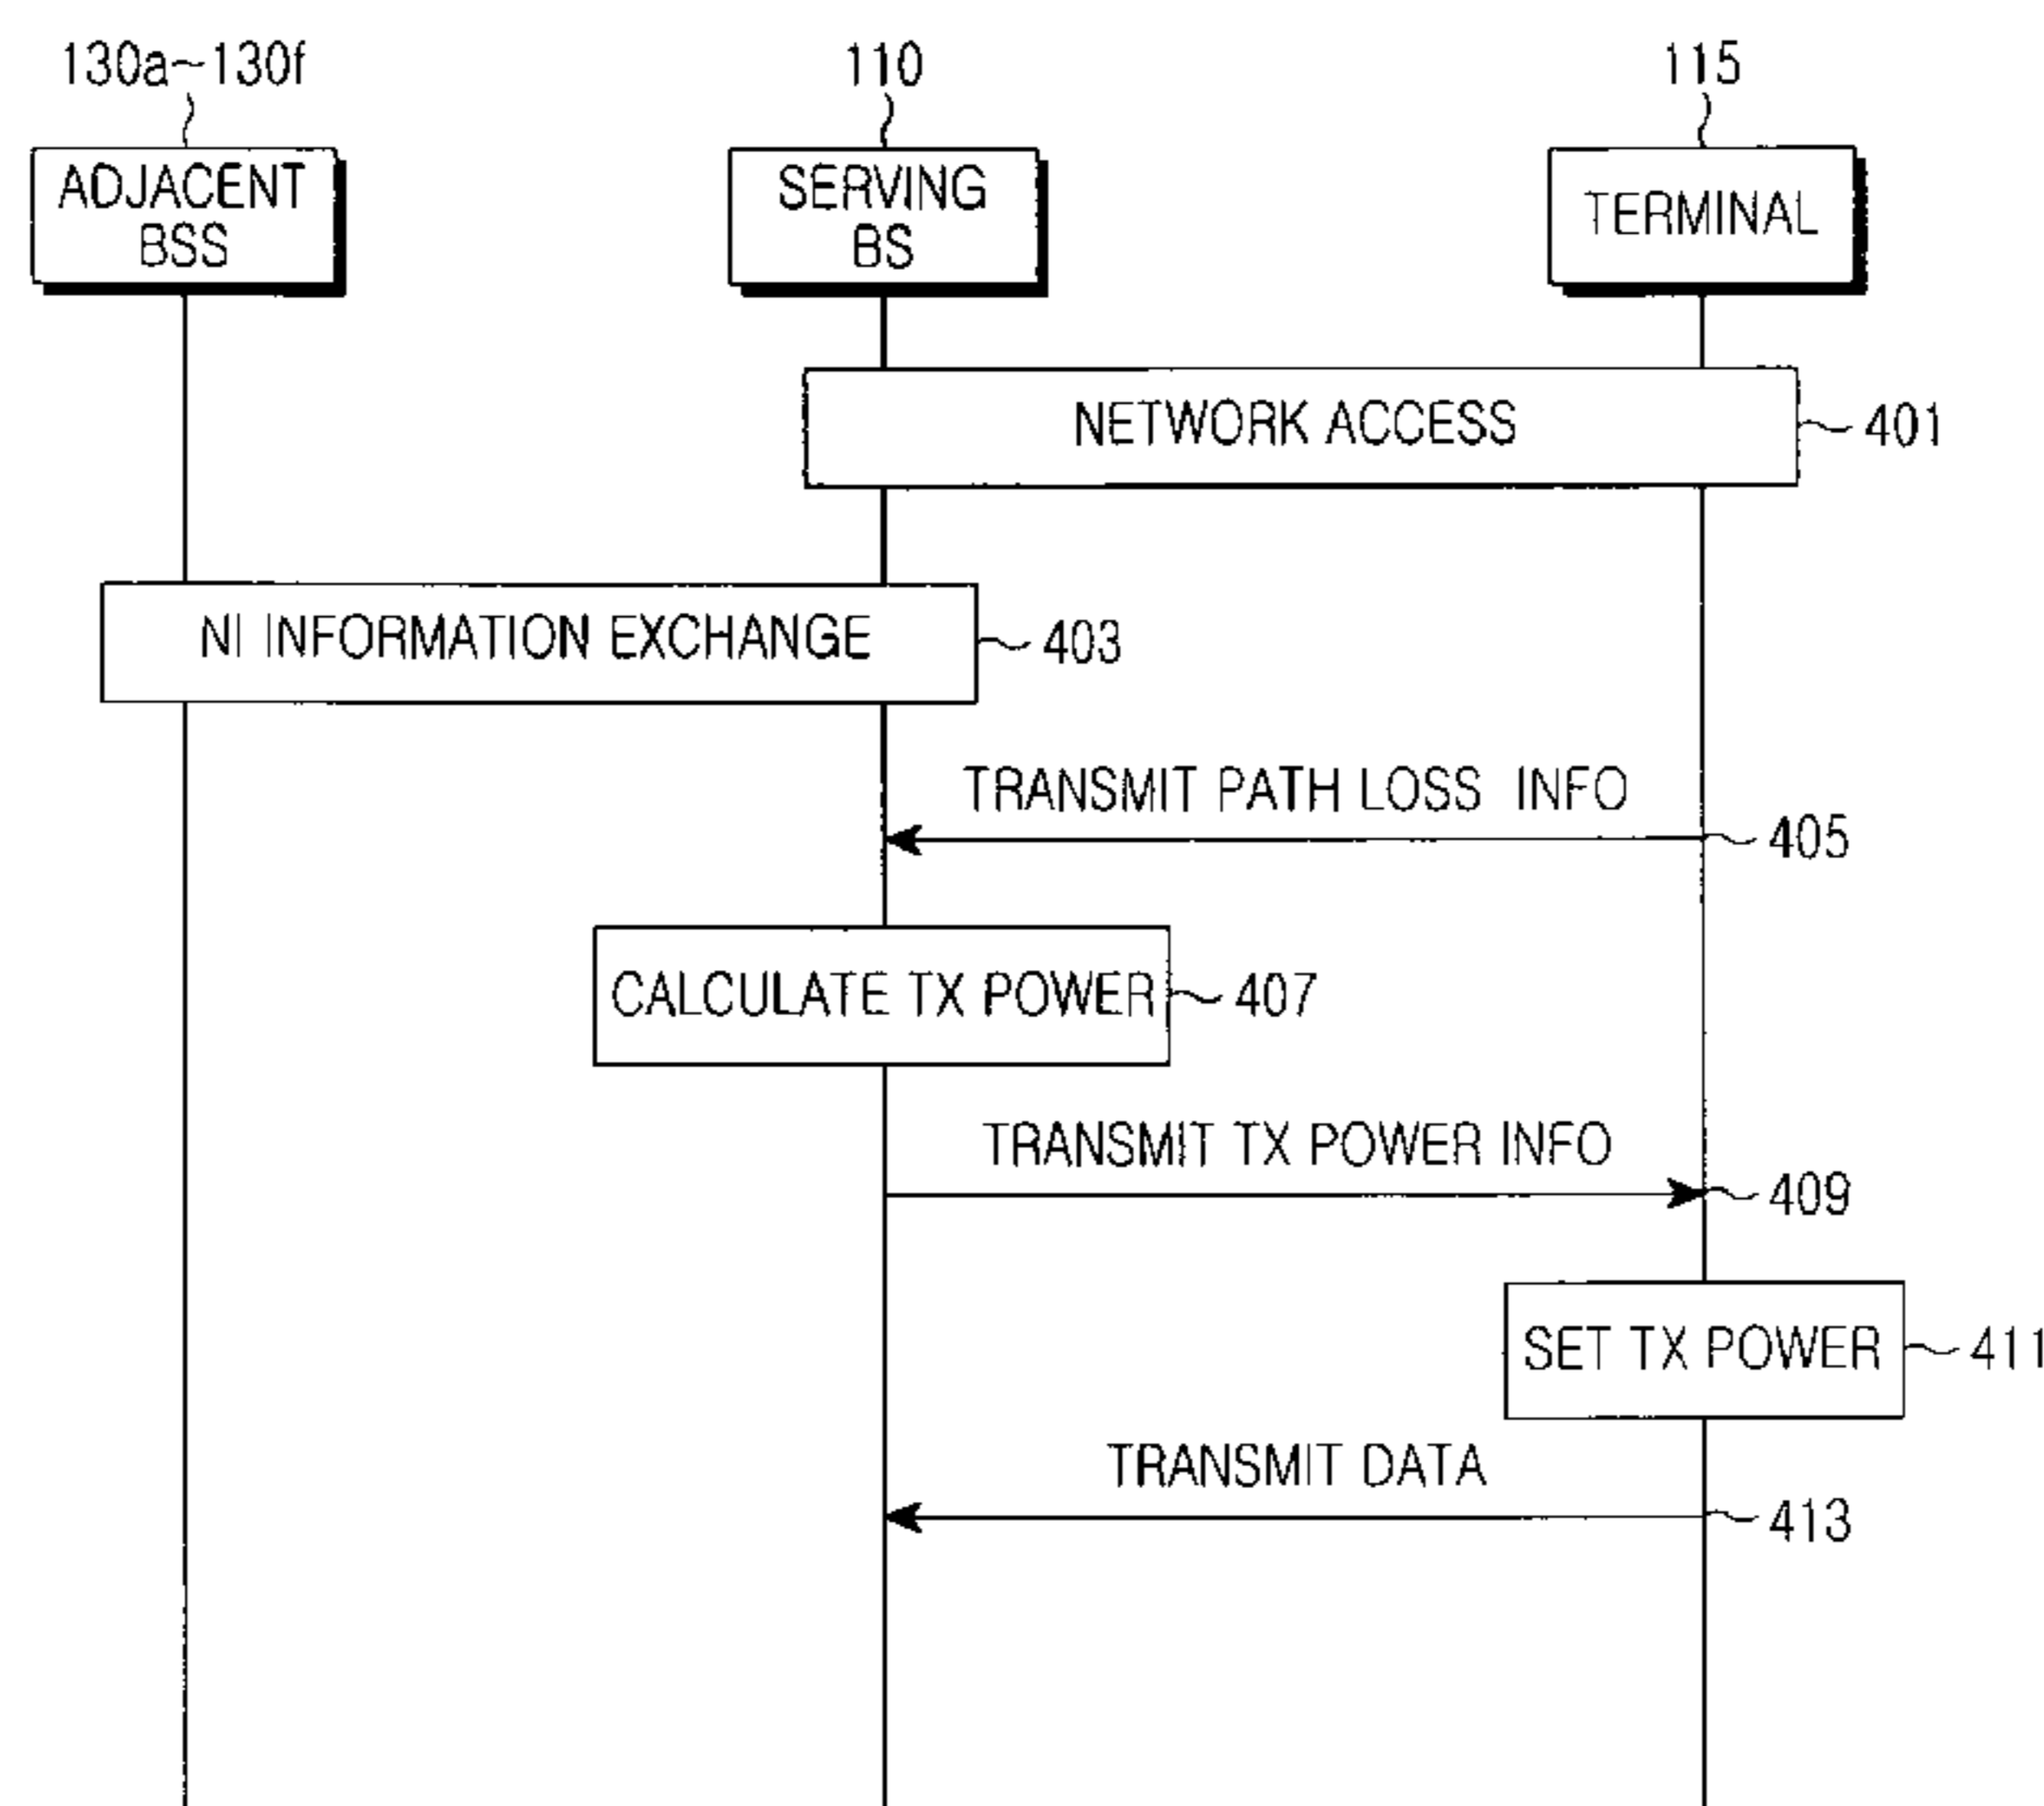 130a~130f
110
115
ADJACENT
BSS
SERVING
BS
TERMINAL
NETWORK ACCESS
401
NI INFORMATION EXCHANGE
403
TRANSMIT PATH LOSS INFO
405
CALCULATE TX POWER
407
TRANSMIT TX POWER INFO
409
SET TX POWER
411
TRANSMIT DATA
413